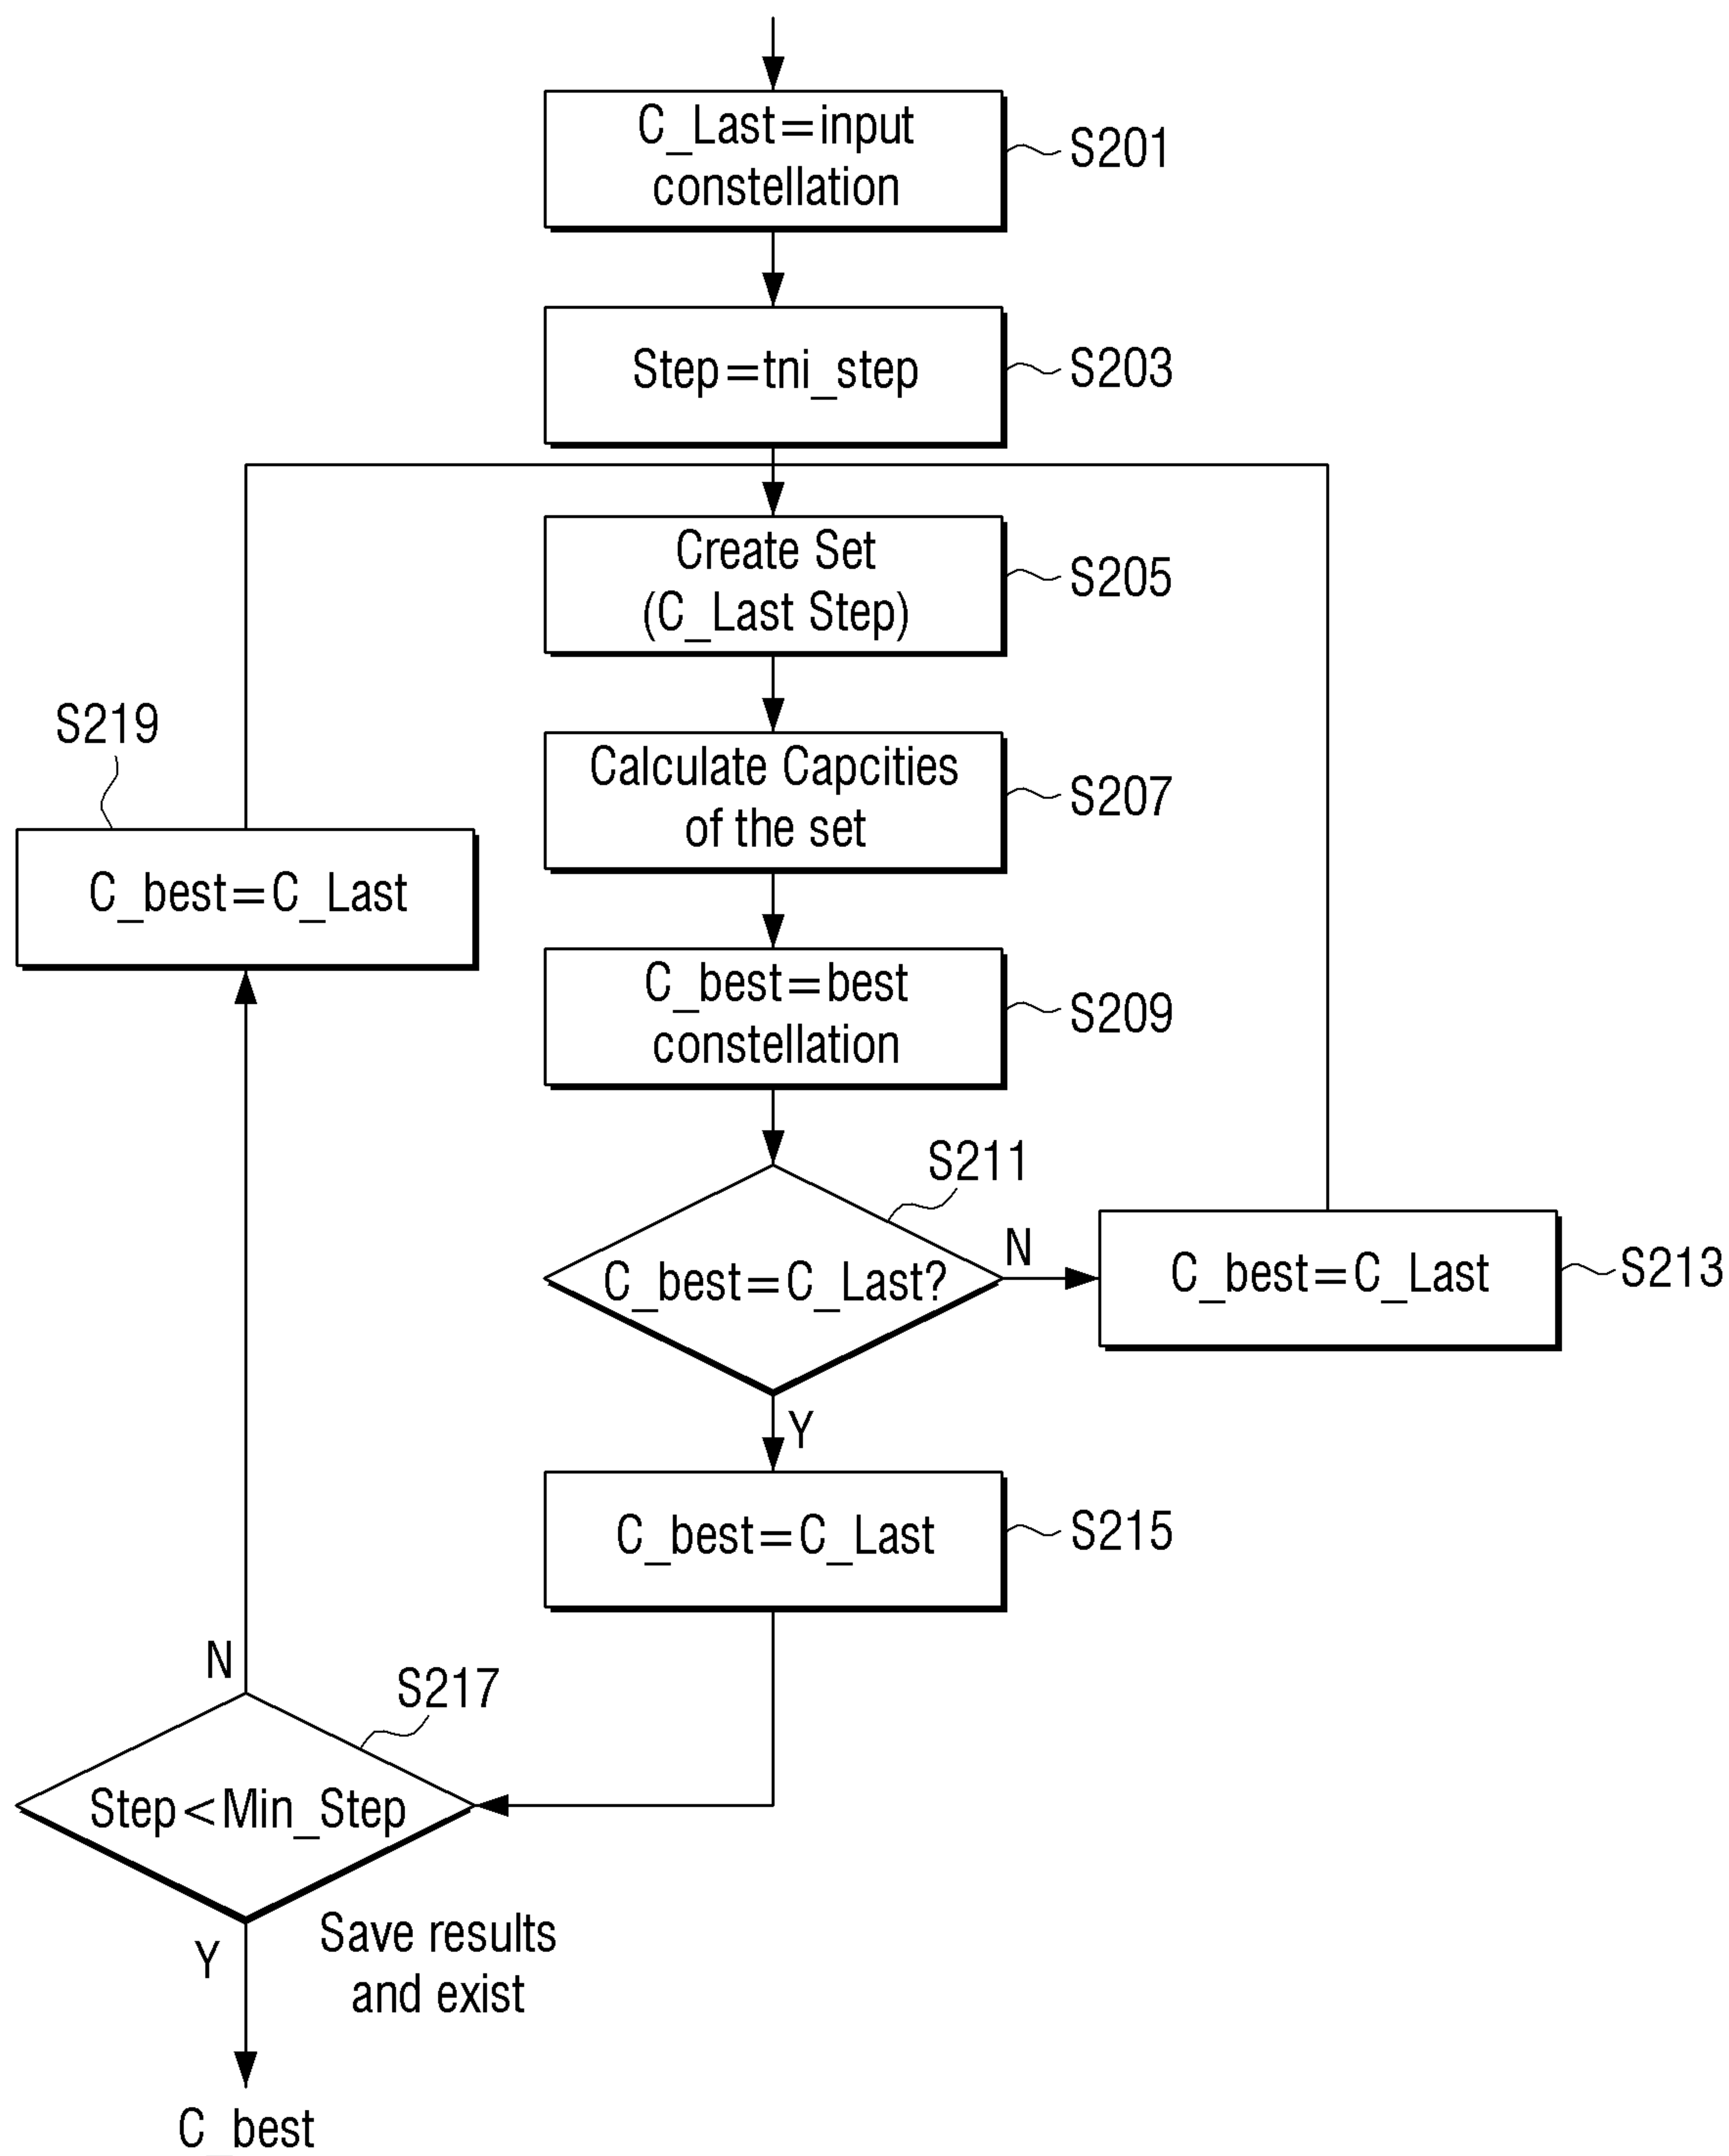 C_Last=input
constellation
S201
Step=tni_step
S203
Create Set
(C_Last Step)
S205
S219
Calculate Capcities
of the set
S207
C_best=C_Last
C_best=best
constellation
S209
S211
C_best=C_Last?
N
C_best=C_Last
S213
Y
C_best=C_Last
S215
N
S217
Step<Min_Step
Y
Save results
and exist
C_best